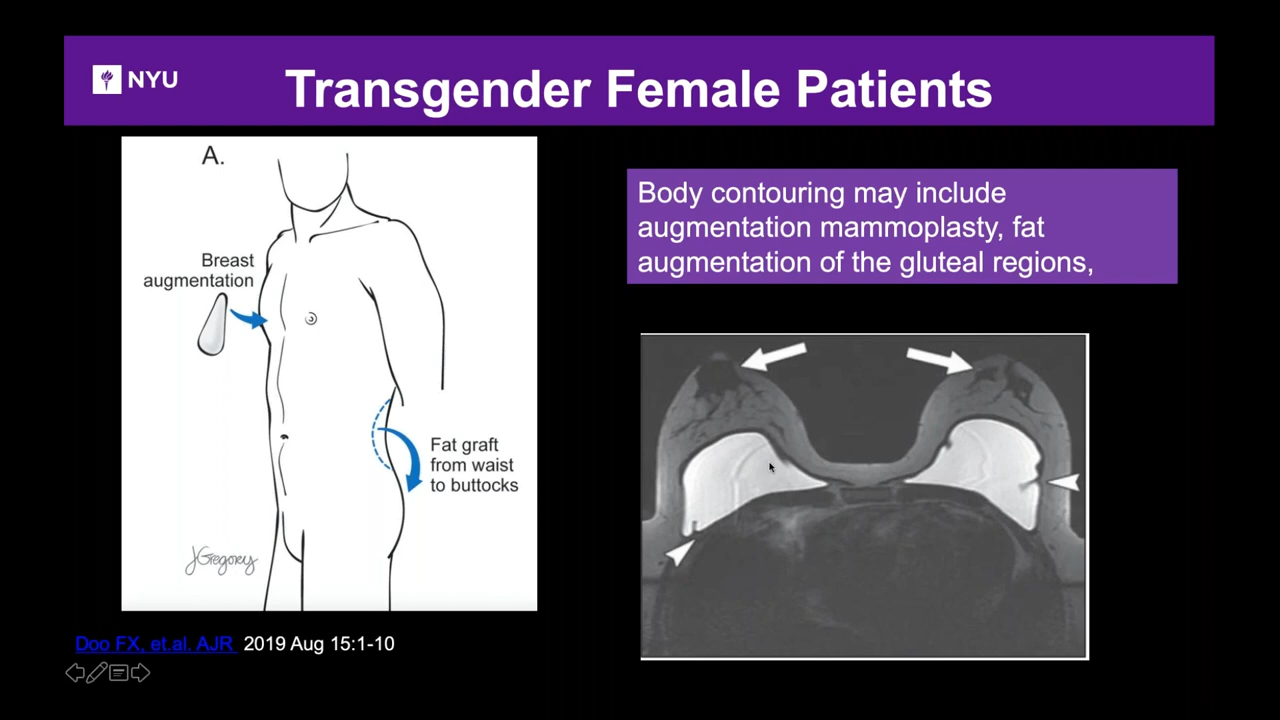 NYU
Transgender Female Patients
A.
Breast
augmentation
Fat graft
from waist
to buttocks
JGregory
Body contouring may include
augmentation mammoplasty, fat
augmentation of the gluteal regions,
Doo FX, et.al. AJR 2019 Aug 15:1-10